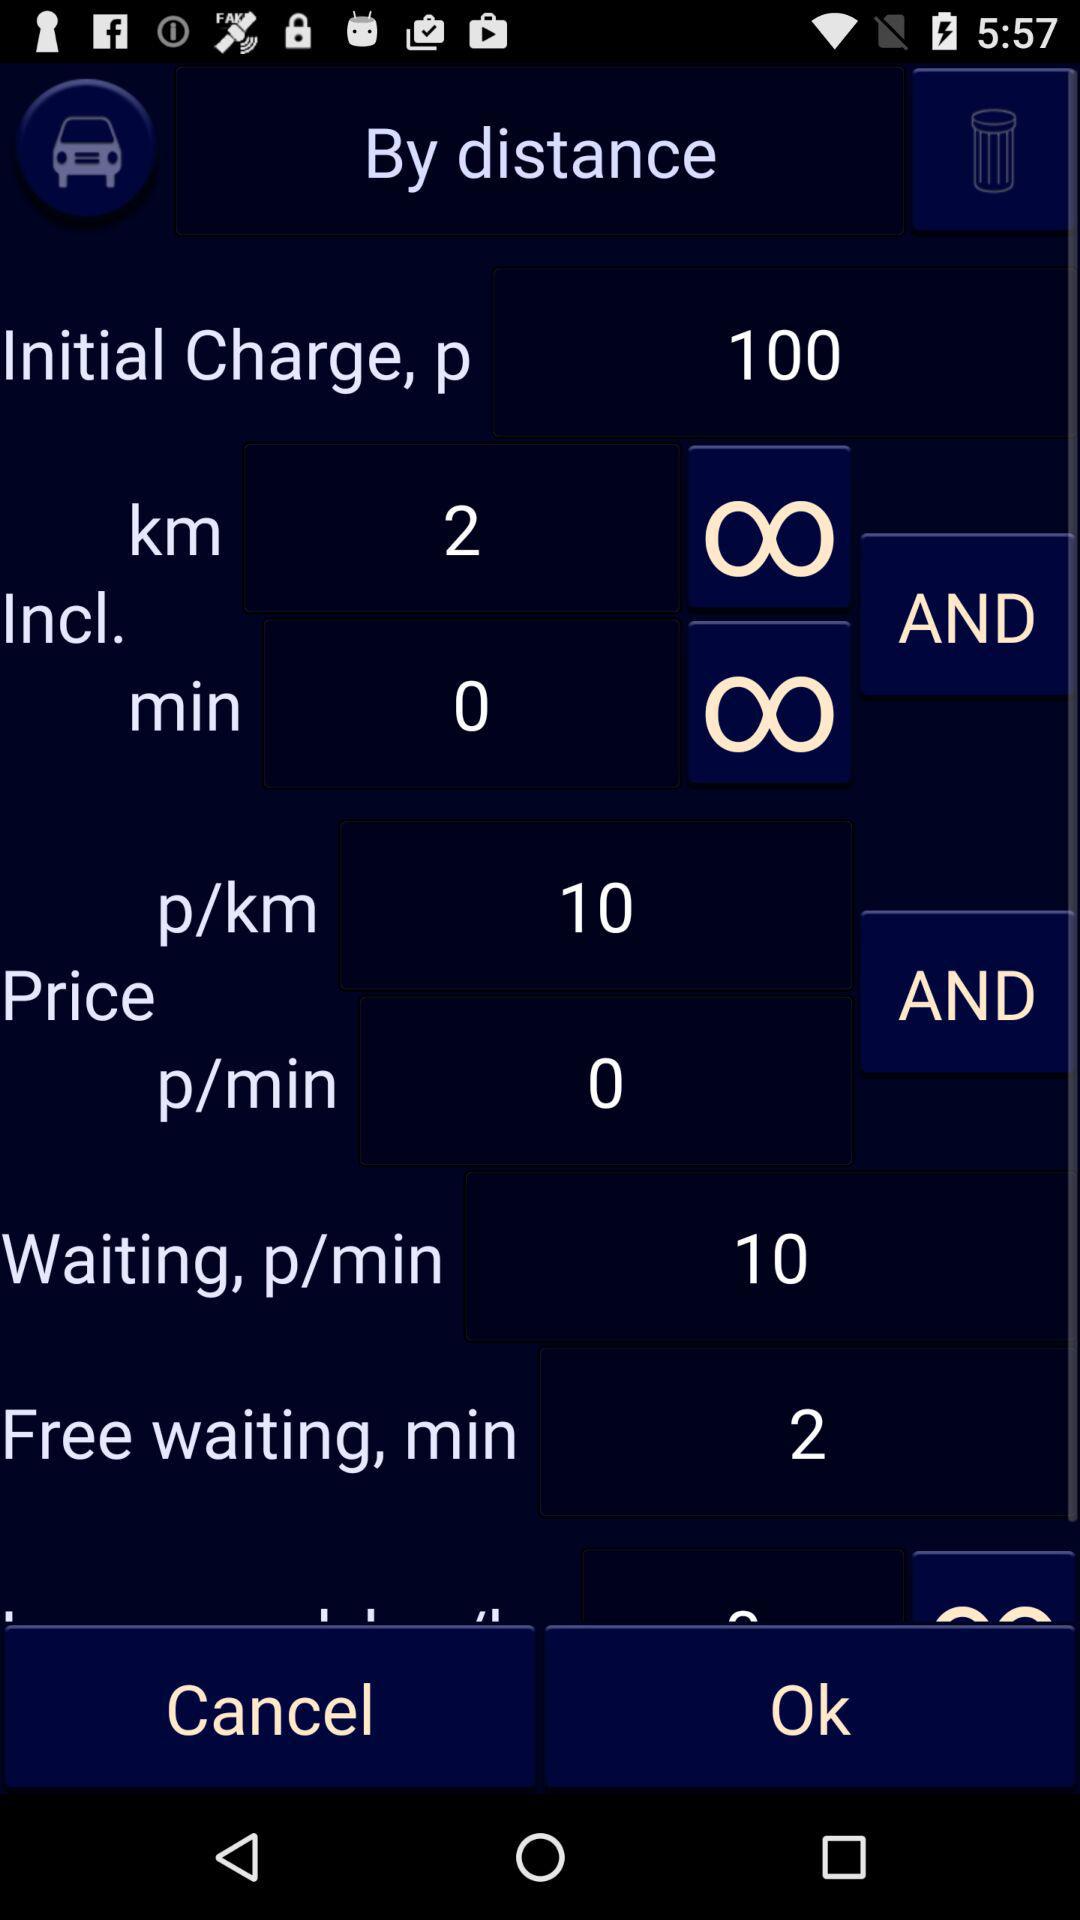 FAKE
5:57
By distance
Initial Charge, p 100
km 2 ∞
Incl. AND
min 0 ∞
p/km 10
Price AND
p/min 0
Waiting, p/min 10
Free waiting, min 2
Cancel Ok